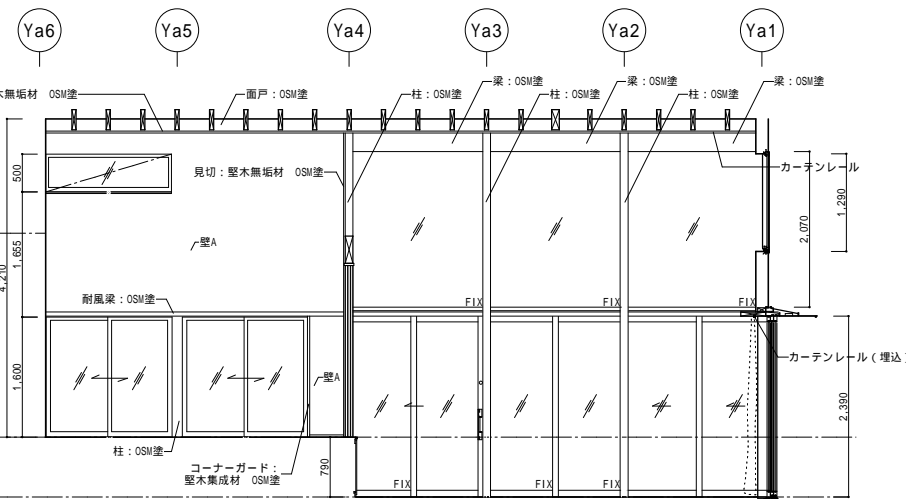 Ya6
Ya5
Ya4
Ya3
Ya2
Ya1
木無垢材 OSM塗
面戸：OSM塗
柱：OSM塗
梁：OSM塗
柱：OSM塗
梁：OSM塗
柱：OSM塗
梁：OSM塗
500
見切：堅木無垢材 OSM塗
カーテンレール
1,290
2,070
壁A
1,655
4,210
耐風梁：OSM塗
FIX
FIX
FIX
カーテンレール（埋込）
1,600
壁A
2,390
柱：OSM塗
コーナーガード：
堅木集成材 OSM塗
790
FIX
FIX
FIX